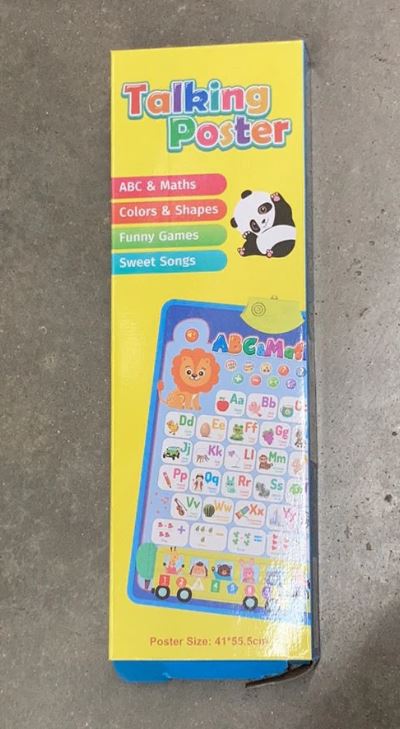 Talking
Poster
ABC & Maths
Colors & Shapes
Funny Games
Sweet Songs
ABC&Mat
Aa Bb C
Dd Ee Ff Gg
Jj Kk Ll Mm
Pp Qq Rr Ss
Vv Ww Xx Yy
+ - =
Poster Size: 41*55.5cm